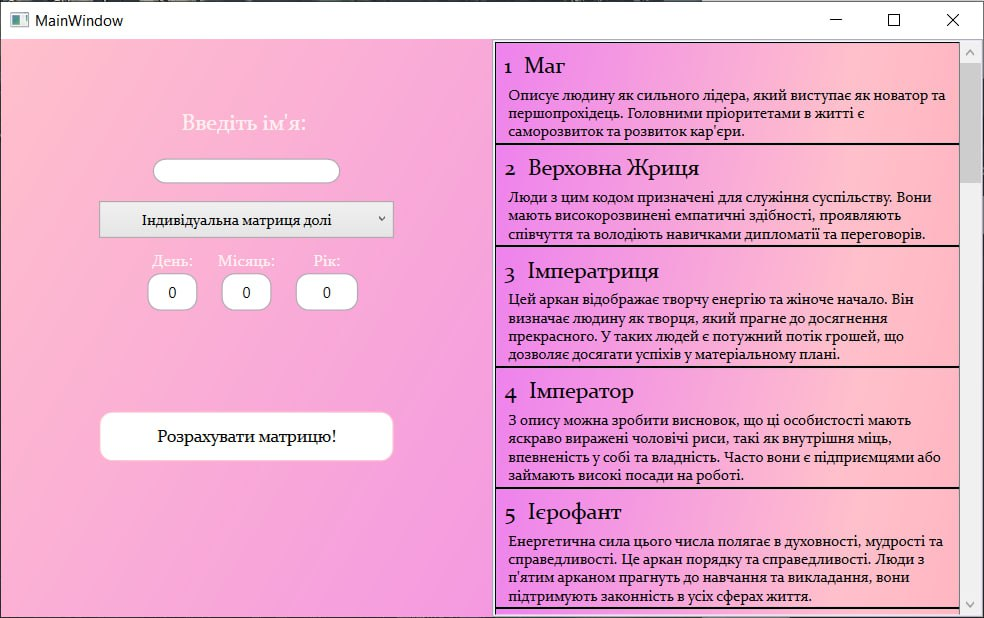 MainWindow
Введіть ім'я:
Індивідуальна матриця долі
День: Місяць: Рік:
0 0 0
Розрахувати матрицю!
1 Маг
Описує людину як сильного лідера, який виступає як новатор та
першопрохідець. Головними пріоритетами в житті є
саморозвиток та розвиток кар'єри.
2 Верховна Жриця
Люди з цим кодом призначені для служіння суспільству. Вони
мають високорозвинені емпатичні здібності, проявляють
співчуття та володіють навичками дипломатії та переговорів.
3 Імператриця
Цей аркан відображає творчу енергію та жіноче начало. Він
визначає людину як творця, який прагне до досягнення
прекрасного. У таких людей є потужний потік грошей, що
дозволяє досягати успіхів у матеріальному плані.
4 Імператор
З опису можна зробити висновок, що ці особистості мають
яскраво виражені чоловічі риси, такі як внутрішня міць,
впевненість у собі та владність. Часто вони є підприємцями або
займають високі посади на роботі.
5 Ієрофант
Енергетична сила цього числа полягає в духовності, мудрості та
справедливості. Це аркан порядку та справедливості. Люди з
п'ятим арканом прагнуть до навчання та викладання, вони
підтримують законність в усіх сферах життя.